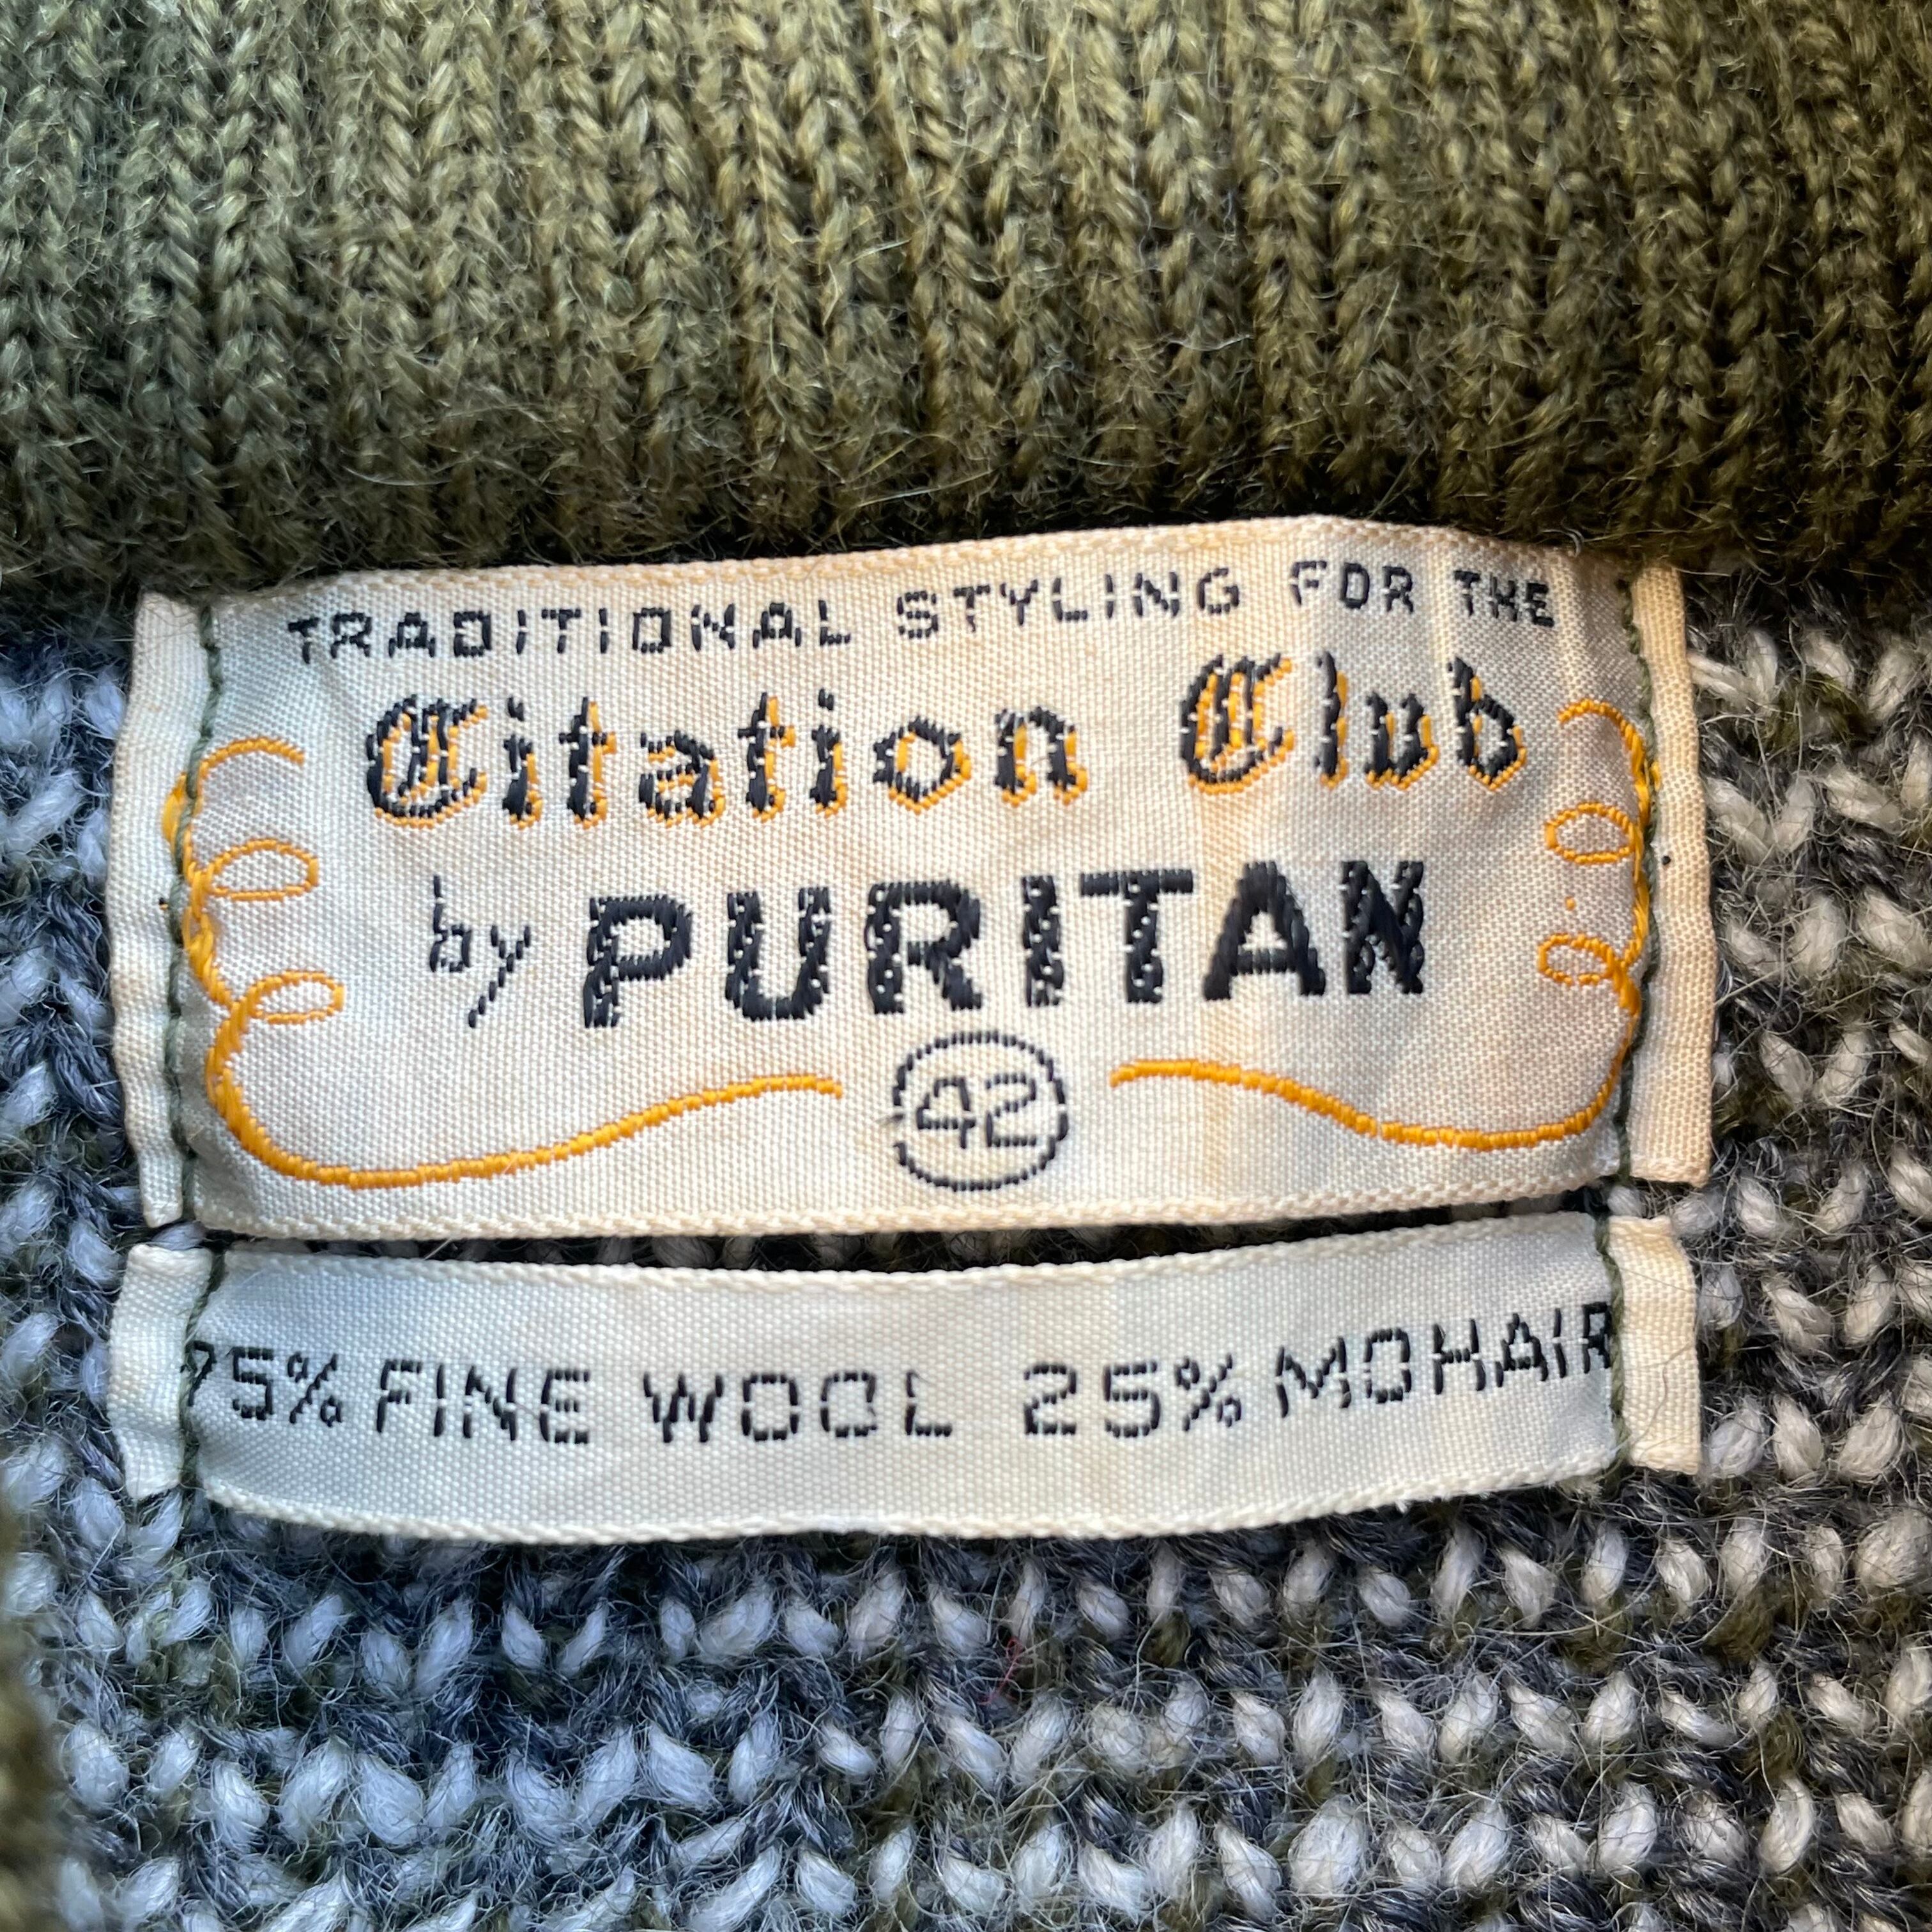 TRADITIONAL STYLING FOR THE
Citation Club
by PURITAN
42
75% FINE WOOL 25% MOHAIR